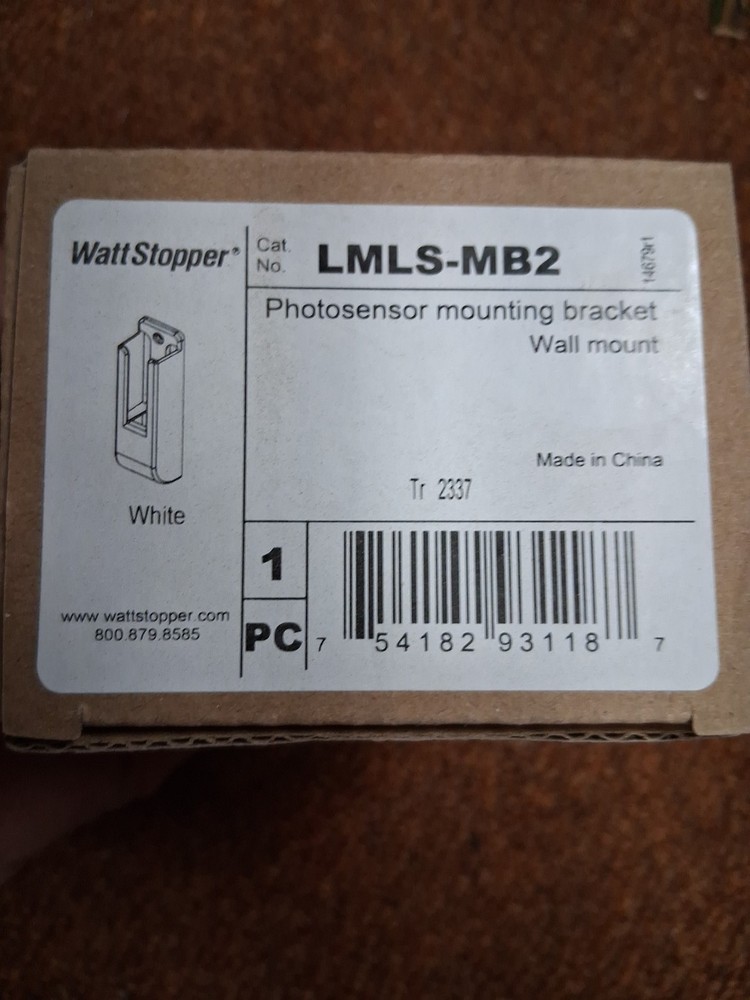 WattStopper®
Cat.
No.
LMLS-MB2
14679r1
Photosensor mounting bracket
Wall mount
Made in China
Tr 2337
White
www.wattstopper.com
800.879.8585
1
PC
7 54182 93118 7